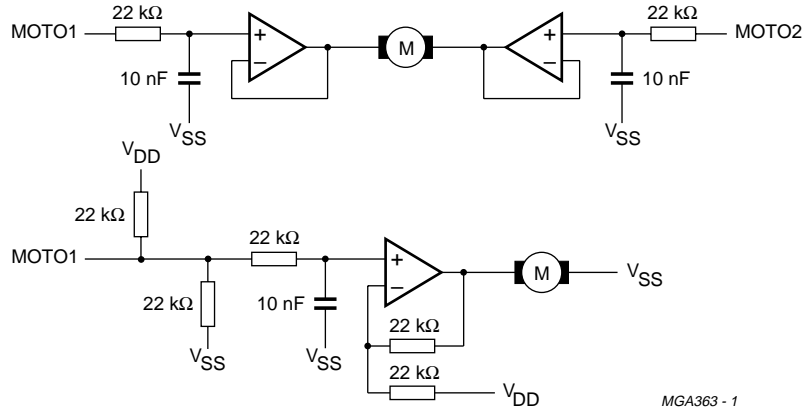 22 kΩ
22 kΩ
MOTO1
+
M
+
MOTO2
−
−
10 nF
10 nF
VSS
VSS
VDD
22 kΩ
MOTO1
22 kΩ
+
M
VSS
22 kΩ
10 nF
−
22 kΩ
VSS
VSS
22 kΩ
VDD
MGA363 - 1